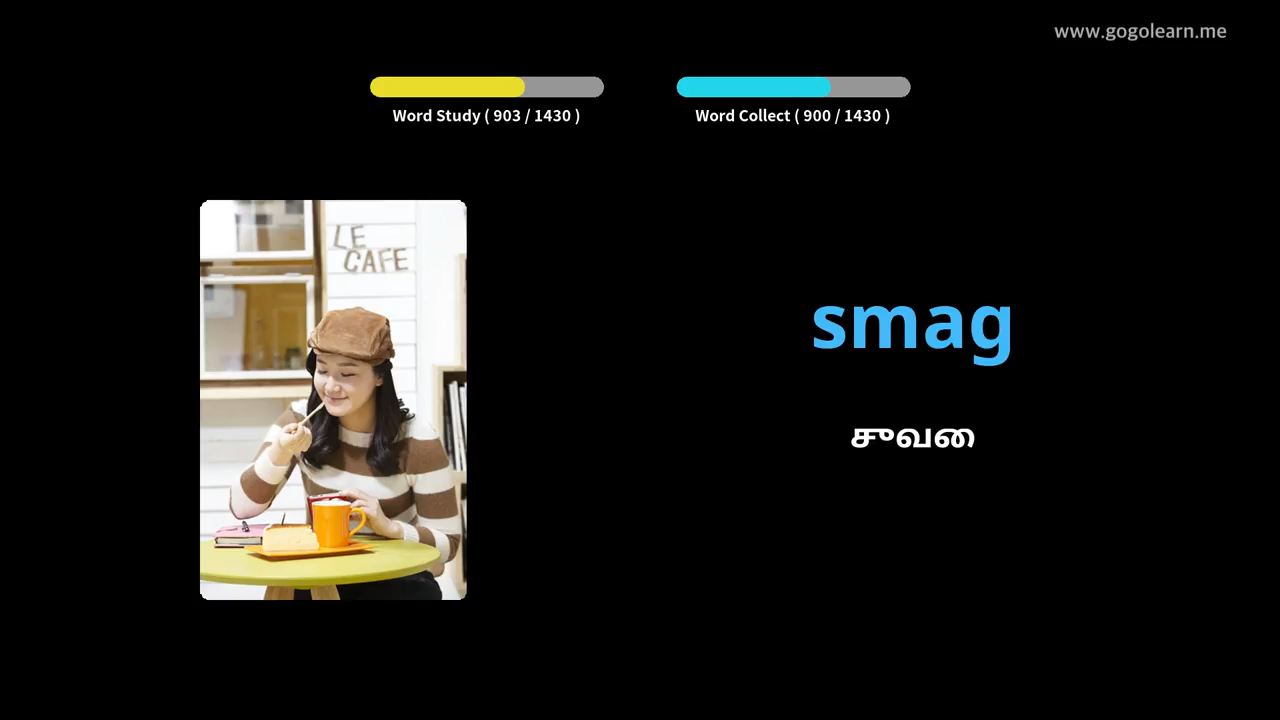 www.gogolearn.me
Word Study ( 903 / 1430 )
Word Collect ( 900 / 1430 )
LE
CAFE
smag
சுவை